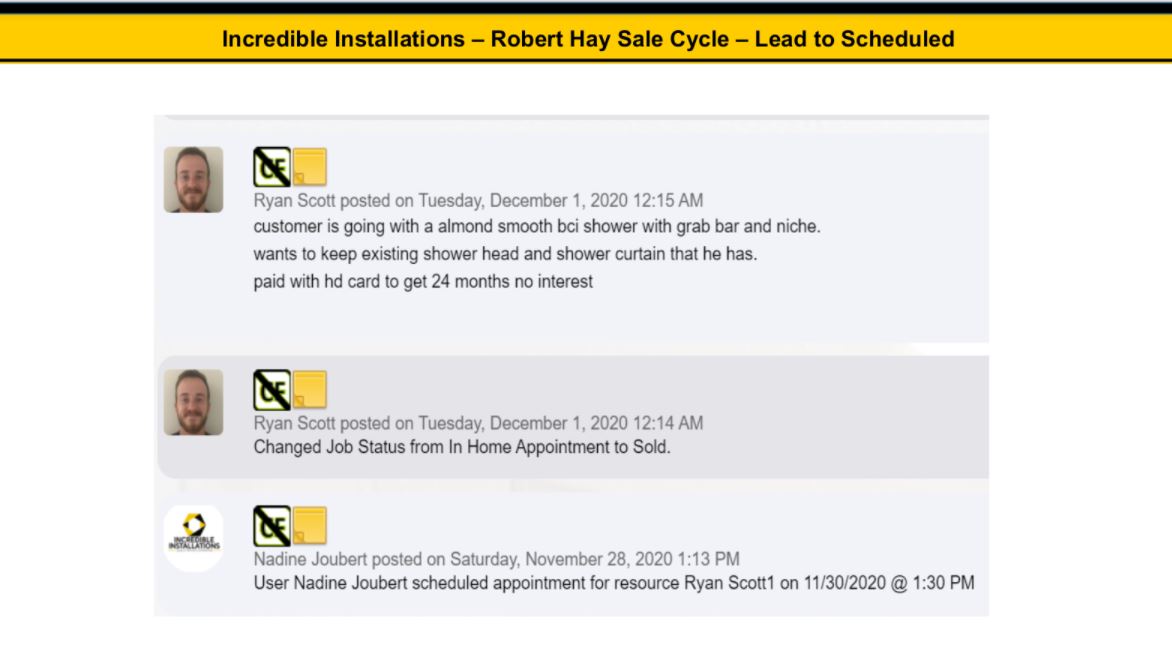 Incredible Installations – Robert Hay Sale Cycle – Lead to Scheduled
CF
Ryan Scott posted on Tuesday, December 1, 2020 12:15 AM
customer is going with a almond smooth bci shower with grab bar and niche.
wants to keep existing shower head and shower curtain that he has.
paid with hd card to get 24 months no interest
CF
Ryan Scott posted on Tuesday, December 1, 2020 12:14 AM
Changed Job Status from In Home Appointment to Sold.
INCREDIBLE
INSTALLATIONS
CF
Nadine Joubert posted on Saturday, November 28, 2020 1:13 PM
User Nadine Joubert scheduled appointment for resource Ryan Scott1 on 11/30/2020 @ 1:30 PM